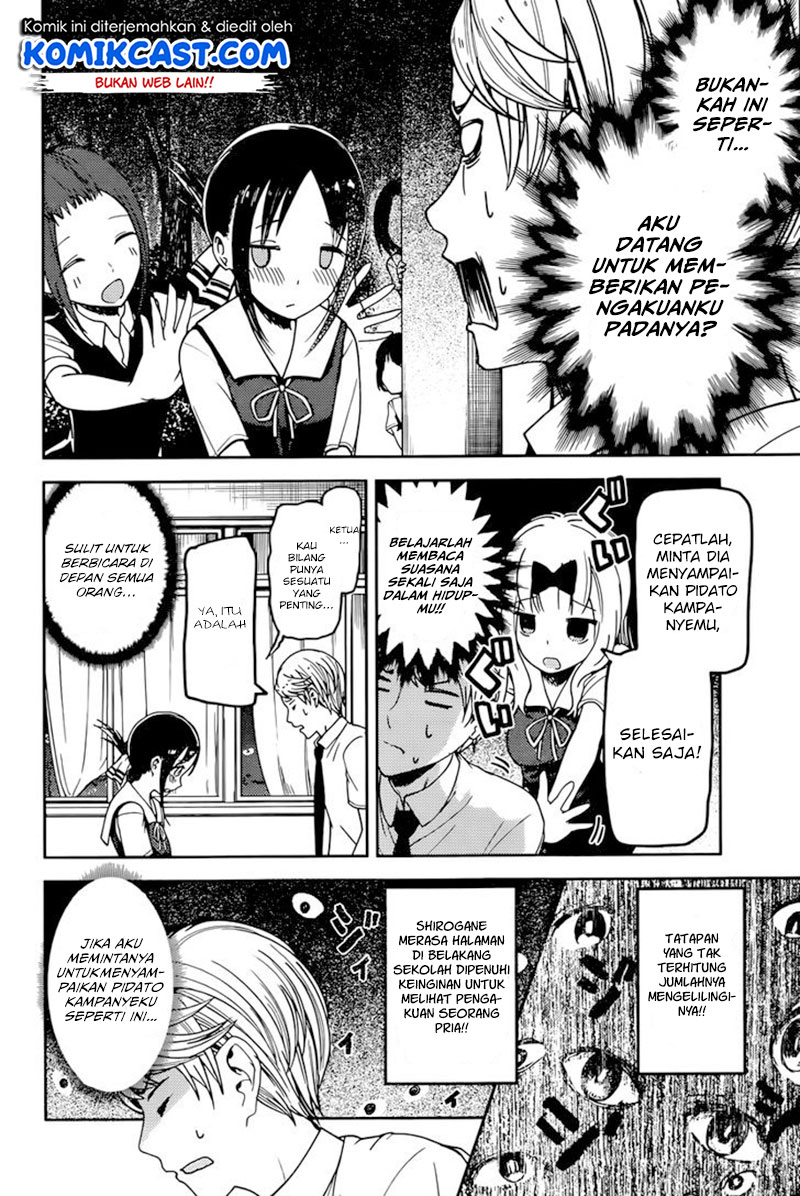 Komik ini diterjemahkan & diedit oleh
KOMIKCAST.COM
BUKAN WEB LAIN!!
BUKAN-
KAH INI
SEPER-
TI...
AKU
DATANG
UNTUK MEM-
BERIKAN PE-
NGAKUANKU
PADANYA?
CEPATLAH,
MINTA DIA
MENYAMPAI-
KAN PIDATO
KAMPA-
NYEMU,
SELESAI-
KAN SAJA!
BELAJARLAH
MEMBACA
SUASANA
SEKALI SAJA
DALAM HIDUP-
MU!!
KETUA
...
KAU
BILANG
PUNYA
SESUATU
YANG
PENTING...
YA, ITU
ADALAH
SULIT UNTUK
BERBICARA DI
DEPAN SEMUA
ORANG...
TATAPAN
YANG TAK
TERHITUNG
JUMLAHNYA
MENGELILINGI-
NYA!!
SHIROGANE
MERASA HALAMAN
DI BELAKANG
SEKOLAH DIPENUHI
KEINGINAN UNTUK
MELIHAT PENGA-
KUAN SEORANG
PRIA!!
JIKA AKU
MEMINTANYA
UNTUKMENYAM-
PAIKAN PIDATO
KAMPANYEKU
SEPERTI INI...